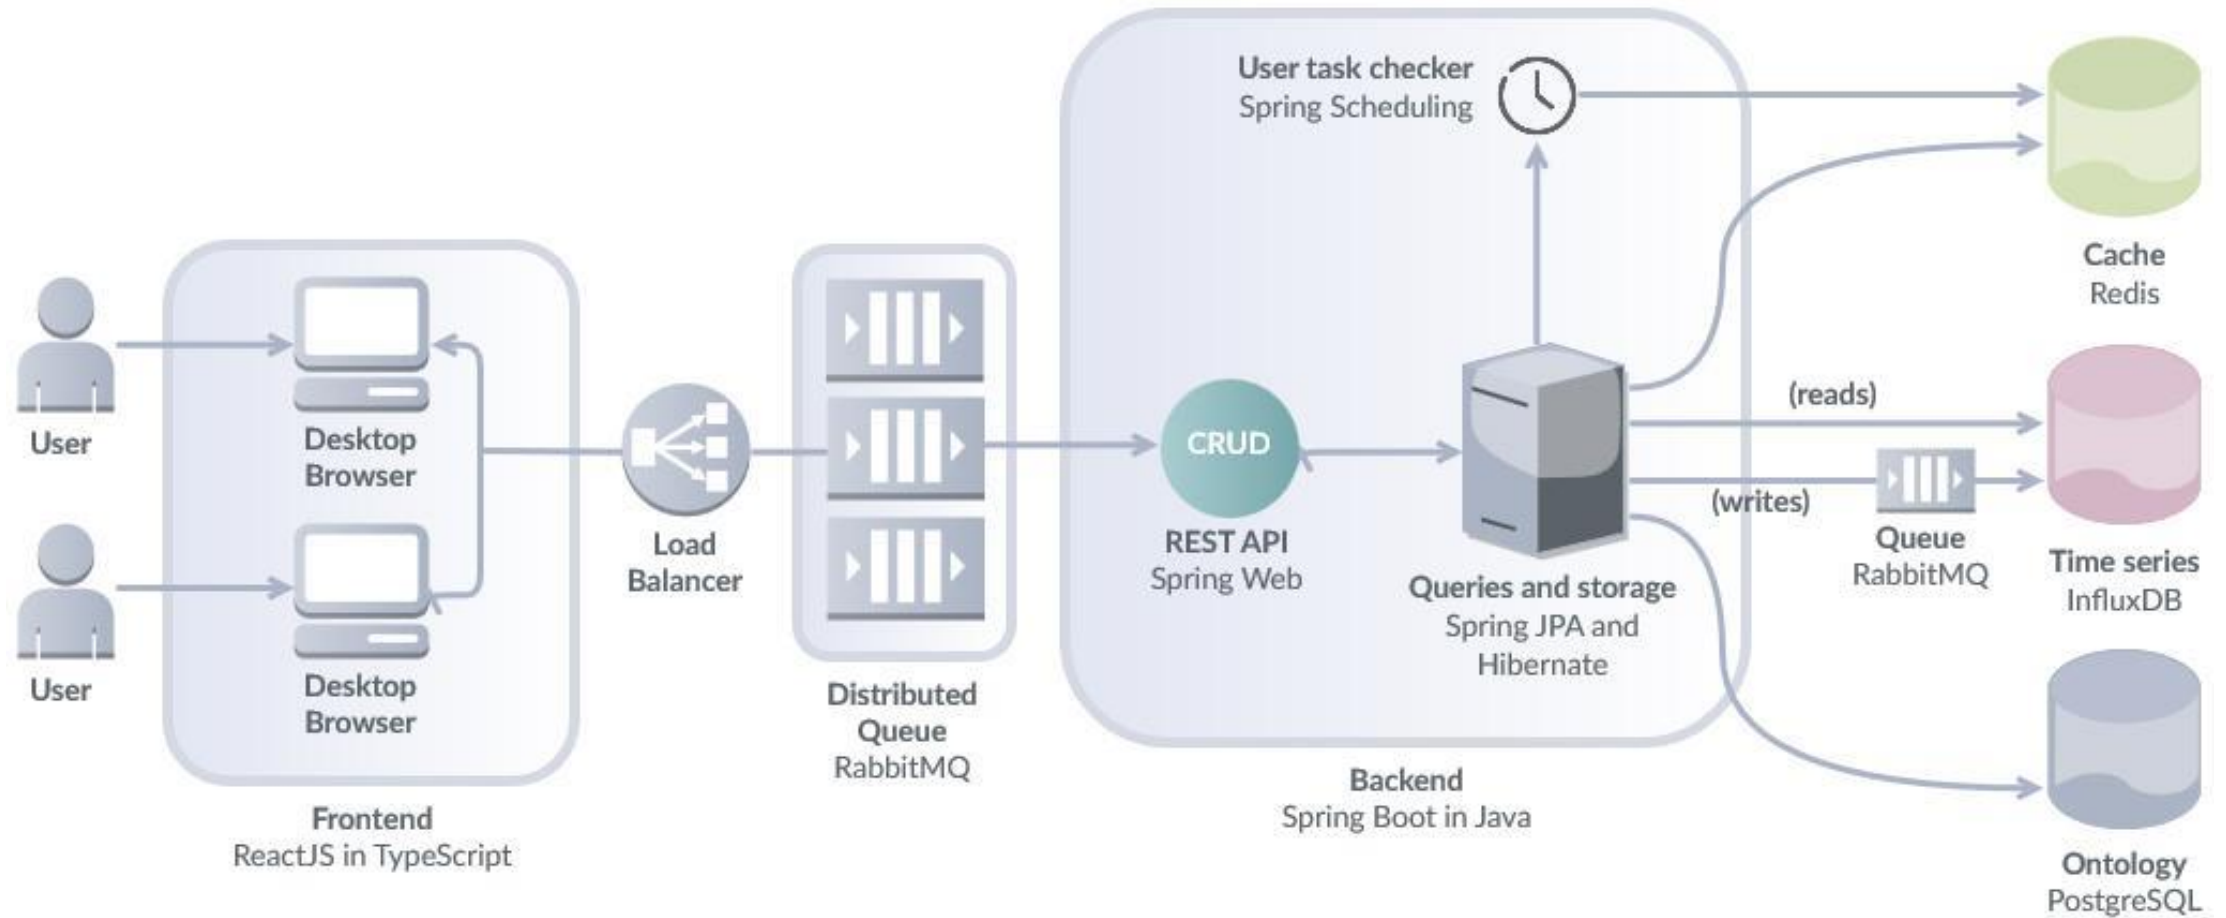 User
User
Desktop
Browser
Desktop
Browser
Frontend
ReactJS in TypeScript
Load
Balancer
Distributed
Queue
RabbitMQ
User task checker
Spring Scheduling
CRUD
REST API
Spring Web
Queries and storage
Spring JPA and
Hibernate
Backend
Spring Boot in Java
(reads)
(writes)
Queue
RabbitMQ
Cache
Redis
Time series
InfluxDB
Ontology
PostgreSQL